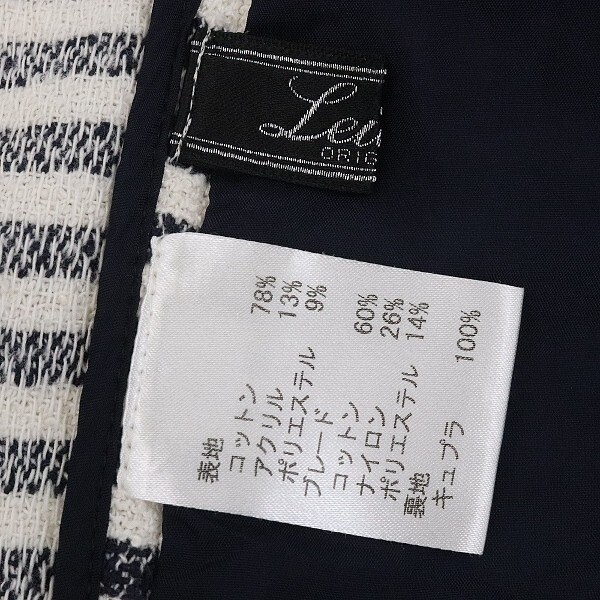 ORIG
表地
コットン 78%
アクリル 13%
ポリエステル 9%
ブレード
コットン 60%
ナイロン 26%
ポリエステル 14%
裏地
キュプラ 100%